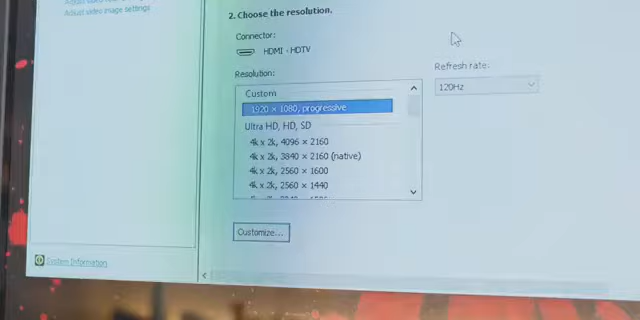 Adjust video image settings
2. Choose the resolution.
Connector:
HDMI - HDTV
Resolution:
Refresh rate:
120Hz
Custom
1920 × 1080, progressive
Ultra HD, HD, SD
4k x 2k, 4096 × 2160
4k x 2k, 3840 × 2160 (native)
4k x 2k, 2560 × 1600
4k x 2k, 2560 × 1440
Customize...
System Information